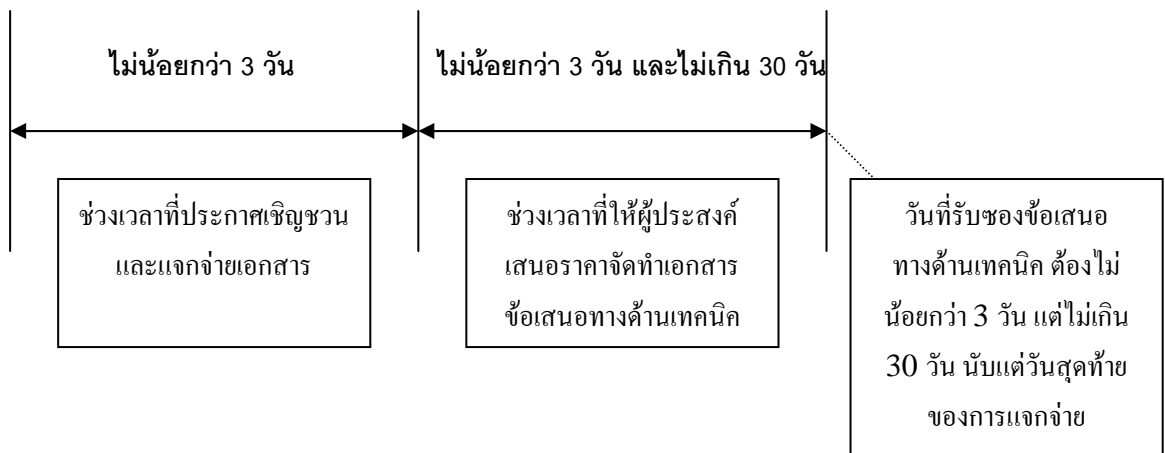 ไม่น้อยกว่า 3 วัน
ไม่น้อยกว่า 3 วัน และไม่เกิน 30 วัน
ช่วงเวลาที่ประกาศเชิญชวน
และแจกจ่ายเอกสาร
ช่วงเวลาที่ให้ผู้ประสงค์
เสนอราคาจัดทำเอกสาร
ข้อเสนอทางด้านเทคนิค
วันที่รับซองข้อเสนอ
ทางด้านเทคนิค ต้องไม่
น้อยกว่า 3 วัน แต่ไม่เกิน
30 วัน นับแต่วันสุดท้าย
ของการแจกจ่าย